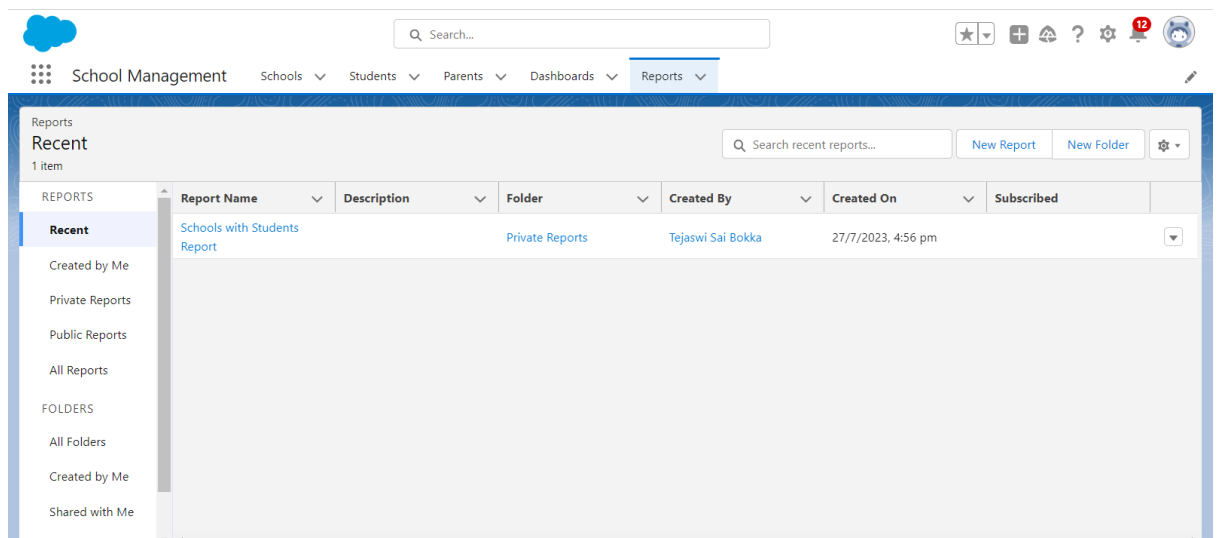 Search...
12
School Management Schools Students Parents Dashboards Reports
Reports
Recent
1 item
Search recent reports...
New Report New Folder
REPORTS
Recent
Created by Me
Private Reports
Public Reports
All Reports
FOLDERS
All Folders
Created by Me
Shared with Me
Report Name Description Folder Created By Created On Subscribed
Schools with Students
Report
Private Reports Tejaswi Sai Bokka 27/7/2023, 4:56 pm